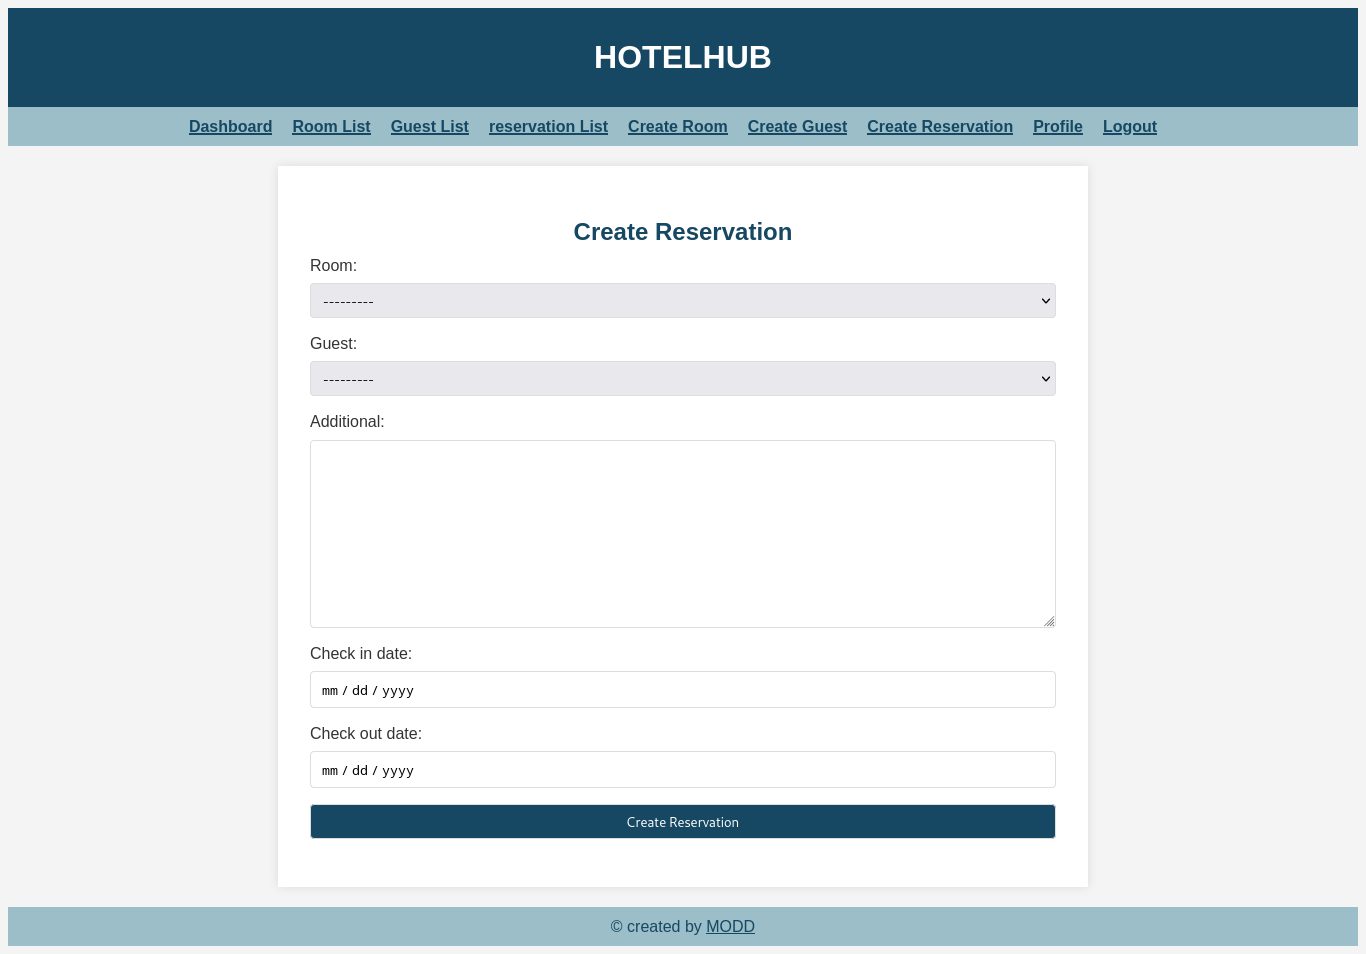 HOTELHUB
Dashboard Room List Guest List reservation List Create Room Create Guest Create Reservation Profile Logout
Create Reservation
Room:
---------
Guest:
---------
Additional:
Check in date:
mm / dd / yyyy
Check out date:
mm / dd / yyyy
Create Reservation
© created by MODD